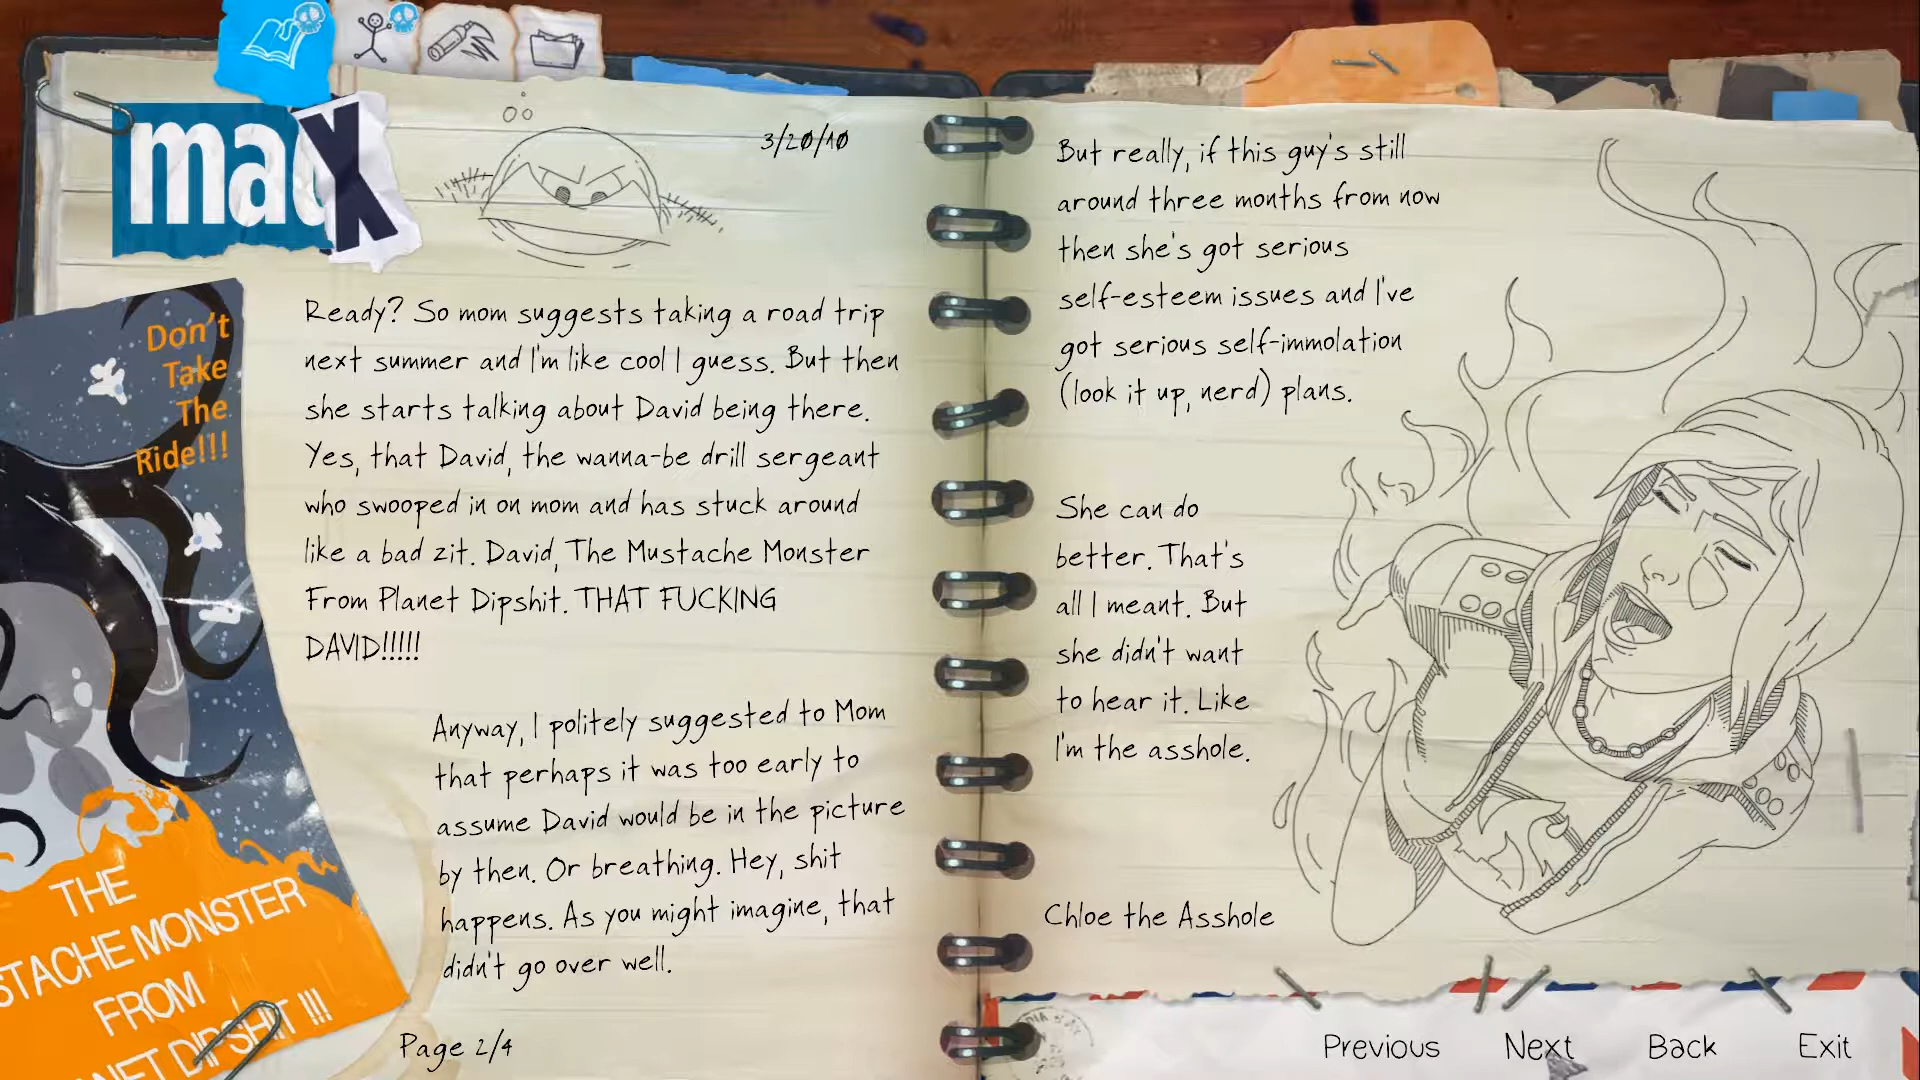 max
3/20/10
Don't
Take
The
Ride!!!
Ready? So mom suggests taking a road trip
next summer and I'm like cool I guess. But then
she starts talking about David being there.
Yes, that David, the wanna-be drill sergeant
who swooped in on mom and has stuck around
like a bad zit. David, The Mustache Monster
From Planet Dipshit. THAT FUCKING
DAVID!!!!!
Anyway, I politely suggested to Mom
that perhaps it was too early to
assume David would be in the picture
by then. Or breathing. Hey, shit
happens. As you might imagine, that
didn't go over well.
THE
STACHE MONSTER
FROM
NET DIPSHIT !!!
Page 2/4
But really, if this guy's still
around three months from now
then she's got serious
self-esteem issues and I've
got serious self-immolation
(look it up, nerd) plans.
She can do
better. That's
all I meant. But
she didn't want
to hear it. Like
I'm the asshole.
Chloe the Asshole
Previous Next Back Exit